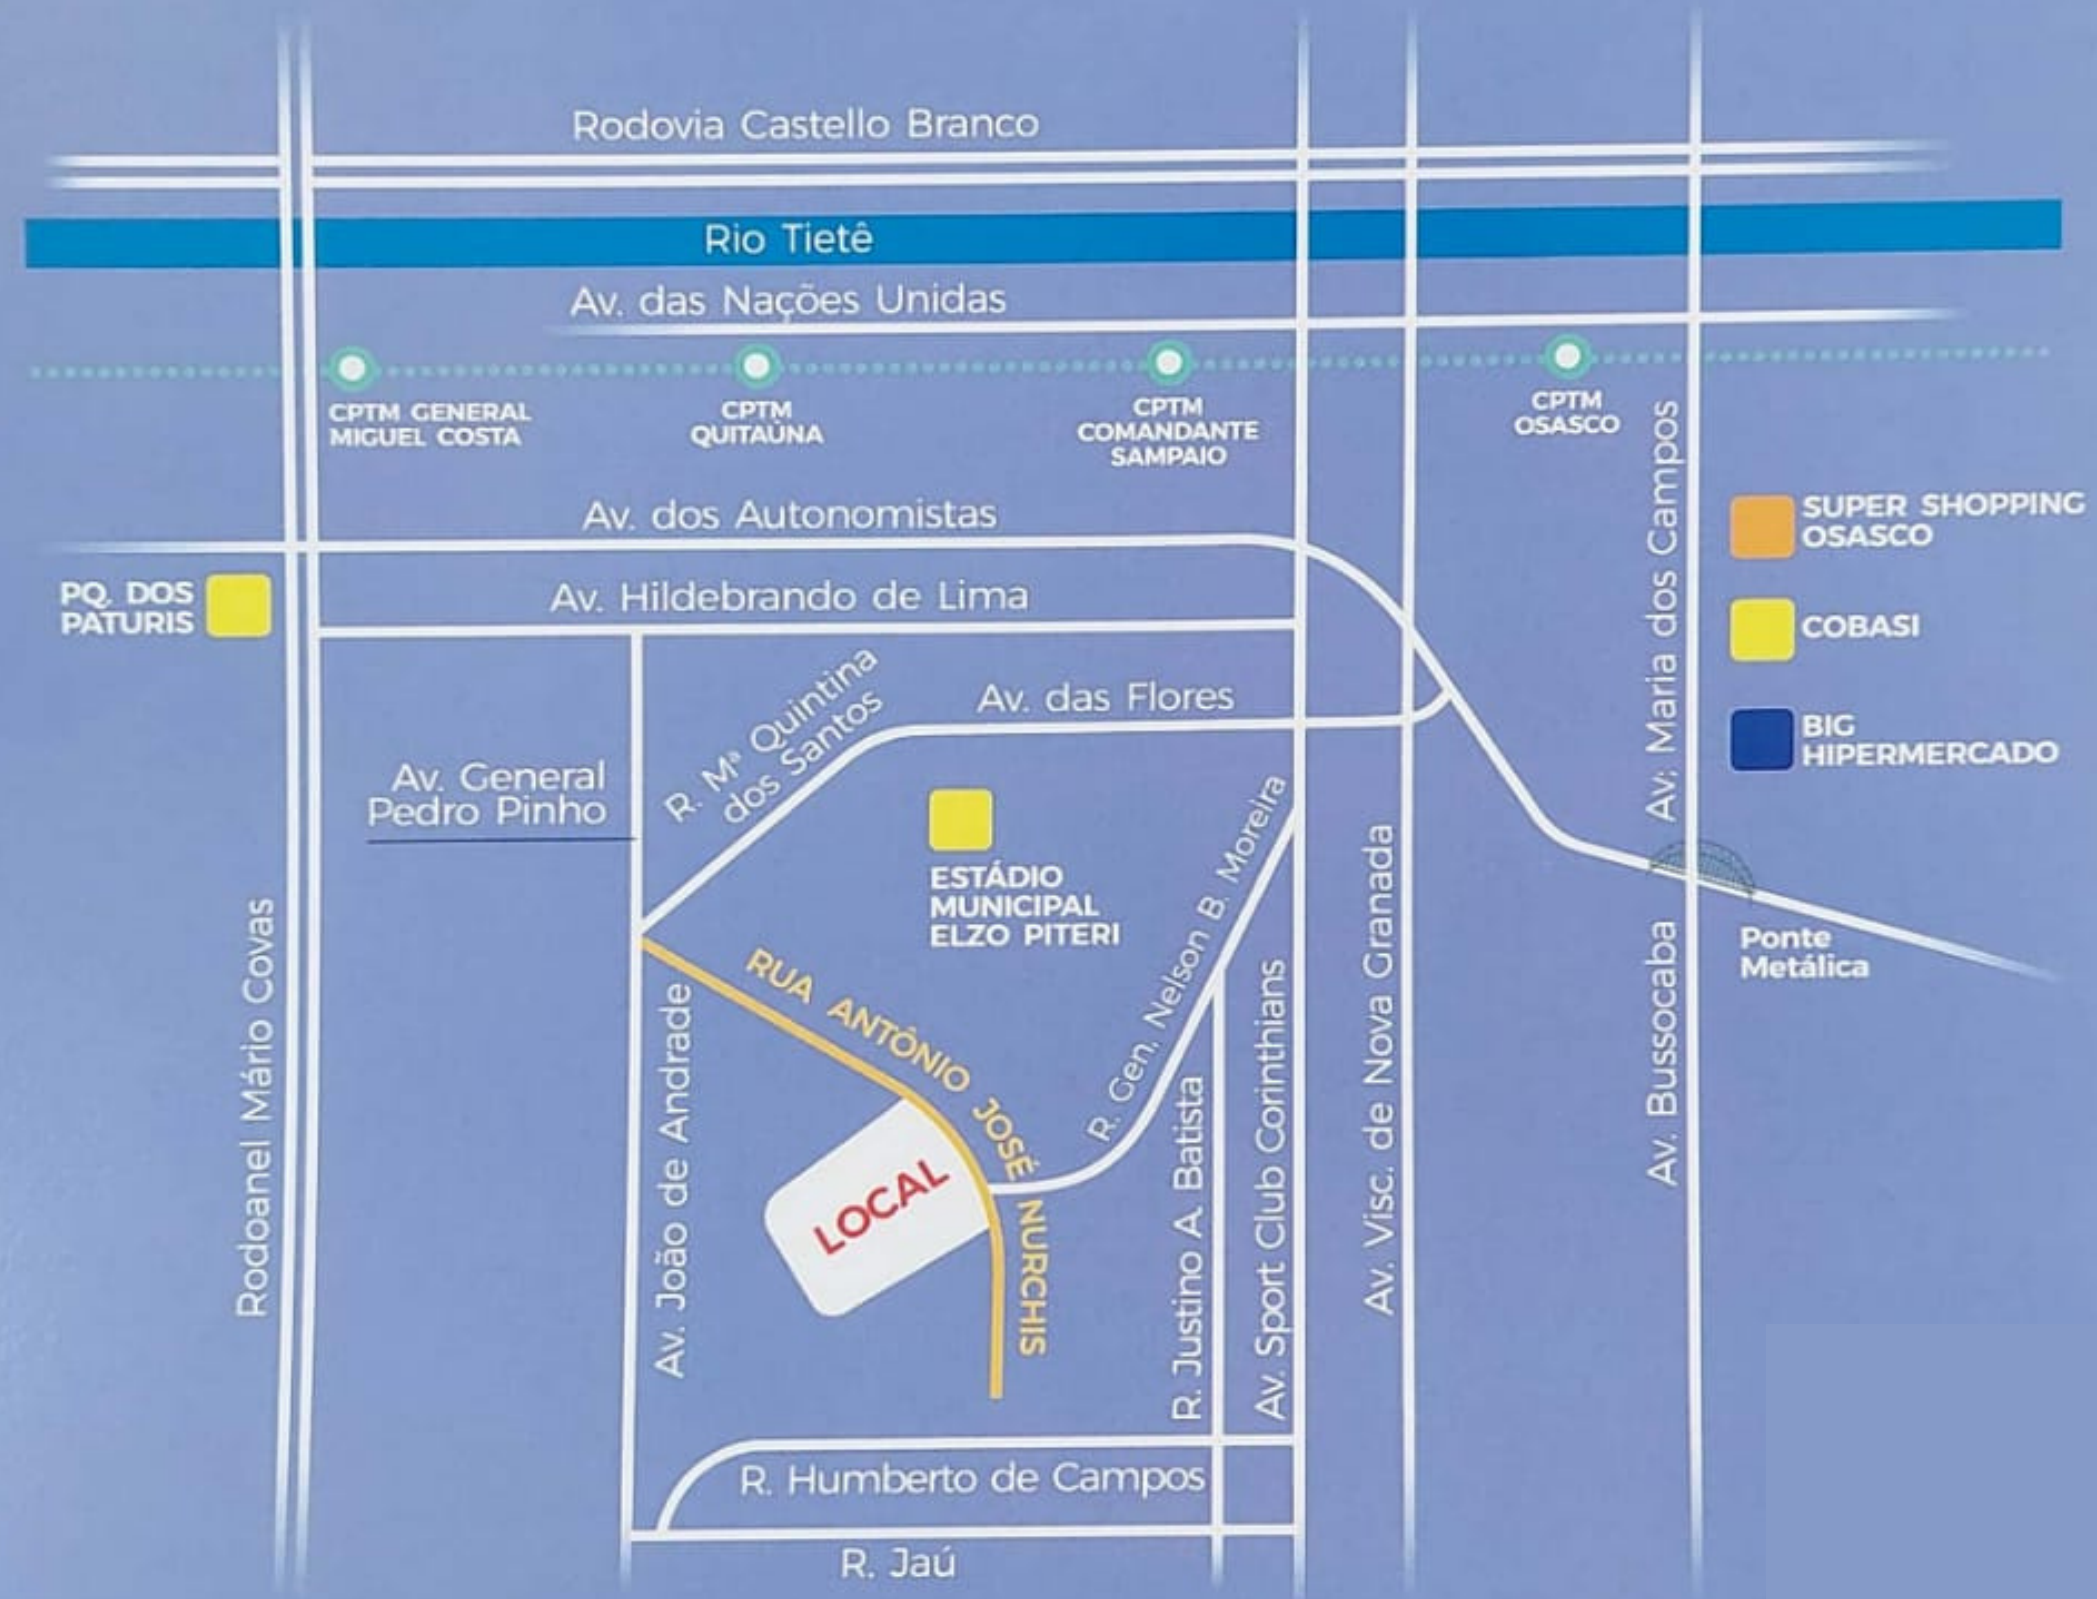 Rodovia Castello Branco
Rio Tietê
Av. das Nações Unidas
CPTM GENERAL
MIGUEL COSTA
CPTM
QUITAÚNA
CPTM
COMANDANTE
SAMPAIO
CPTM
OSASCO
Av. dos Autonomistas
SUPER SHOPPING
OSASCO
PQ. DOS
PATURIS
Av. Hildebrando de Lima
COBASI
Av. Maria dos Campos
R. Mª Quintina
dos Santos
Av. das Flores
BIG
HIPERMERCADO
Av. General
Pedro Pinho
ESTÁDIO
MUNICIPAL
ELZO PITERI
R. Gen. Nelson B. Moreira
Ponte
Metálica
Rodoanel Mário Covas
Av. João de Andrade
RUA ANTÔNIO JOSÉ NURCHIS
LOCAL
R. Justino A. Batista
Av. Sport Club Corinthians
Av. Visc. de Nova Granada
Av. Bussocaba
R. Humberto de Campos
R. Jaú